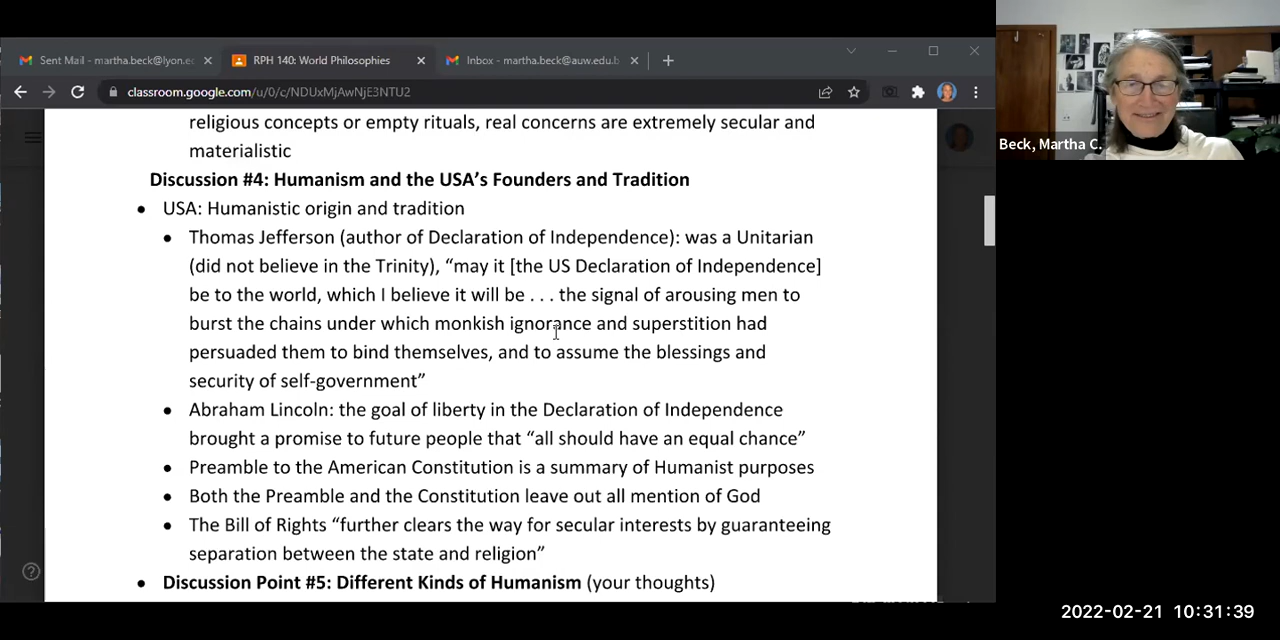 Sent Mail - martha.beck@lyon.e
RPH 140: World Philosophies
Inbox - martha.beck@auw.edu.b
classroom.google.com/u/0/c/NDUxMjAwNjE3NTU2
Beck, Martha C.
religious concepts or empty rituals, real concerns are extremely secular and
materialistic
Discussion #4: Humanism and the USA's Founders and Tradition
• USA: Humanistic origin and tradition
• Thomas Jefferson (author of Declaration of Independence): was a Unitarian
(did not believe in the Trinity), “may it [the US Declaration of Independence]
be to the world, which I believe it will be . . . the signal of arousing men to
burst the chains under which monkish ignorance and superstition had
persuaded them to bind themselves, and to assume the blessings and
security of self-government”
• Abraham Lincoln: the goal of liberty in the Declaration of Independence
brought a promise to future people that “all should have an equal chance”
• Preamble to the American Constitution is a summary of Humanist purposes
• Both the Preamble and the Constitution leave out all mention of God
• The Bill of Rights “further clears the way for secular interests by guaranteeing
separation between the state and religion”
• Discussion Point #5: Different Kinds of Humanism (your thoughts)
2022-02-21 10:31:39